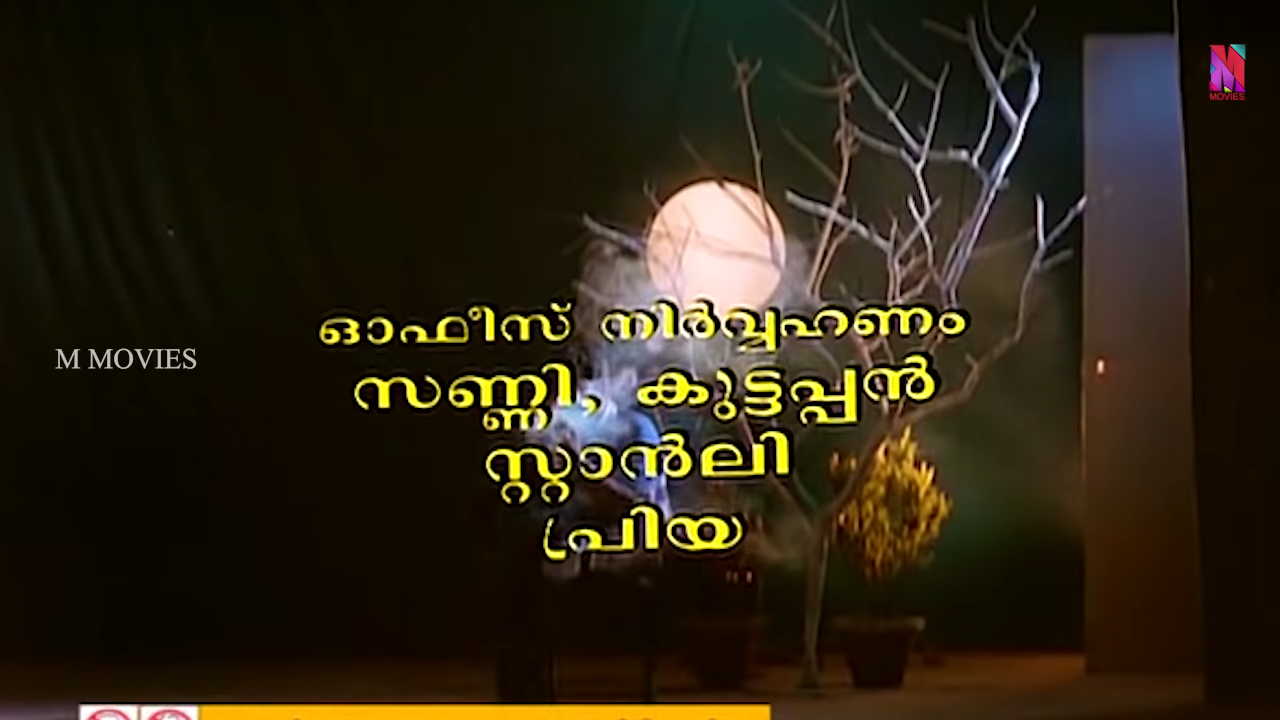 MOVIES
ഓഫീസ് നിർവ്വഹണം
M MOVIES
സണ്ണി, കുട്ടപ്പൻ
സ്റ്റാൻലി
പ്രിയ